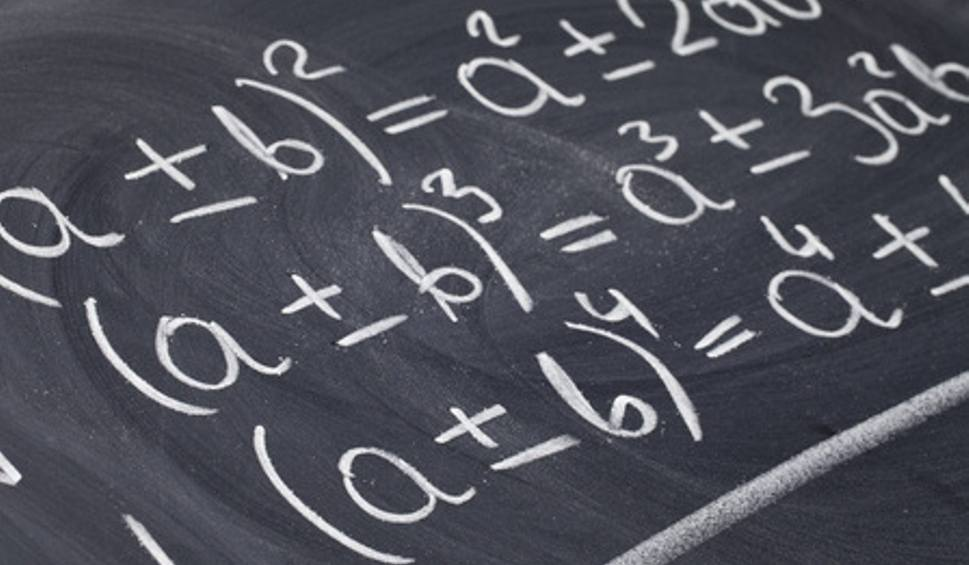 (a ± b)² = a² ± 2ab
(a ± b)³ = a³ ± 3a²b
(a ± b)⁴ = a⁴ ±